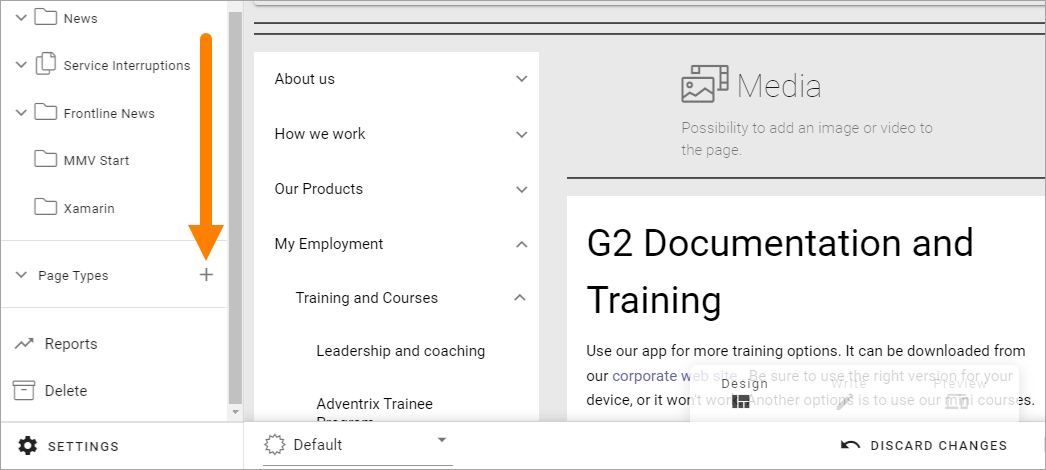 News
Service Interruptions
Frontline News
MMV Start
Xamarin
Page Types
Reports
Delete
SETTINGS
About us
How we work
Our Products
My Employment
Training and Courses
Leadership and coaching
Adventrix Trainee
Program
Media
Possibility to add an image or video to
the page.
G2 Documentation and
Training
Use our app for more training options. It can be downloaded from
our corporate web site. Be sure to use the right version for your
device, or it won't work. Another options is to use our mini courses.
Design
Write
Preview
Default
DISCARD CHANGES